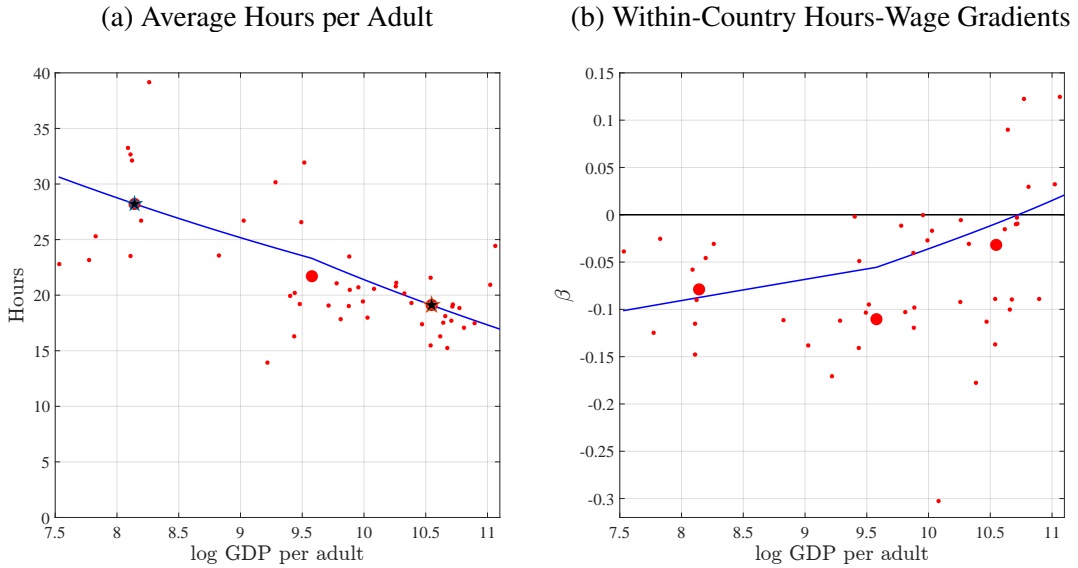 (a) Average Hours per Adult
40
35
30
25
20
15
10
5
0
Hours
7.5 8 8.5 9 9.5 10 10.5 11
log GDP per adult
(b) Within-Country Hours-Wage Gradients
0.15
0.1
0.05
0
-0.05
-0.1
-0.15
-0.2
-0.25
-0.3
β
7.5 8 8.5 9 9.5 10 10.5 11
log GDP per adult